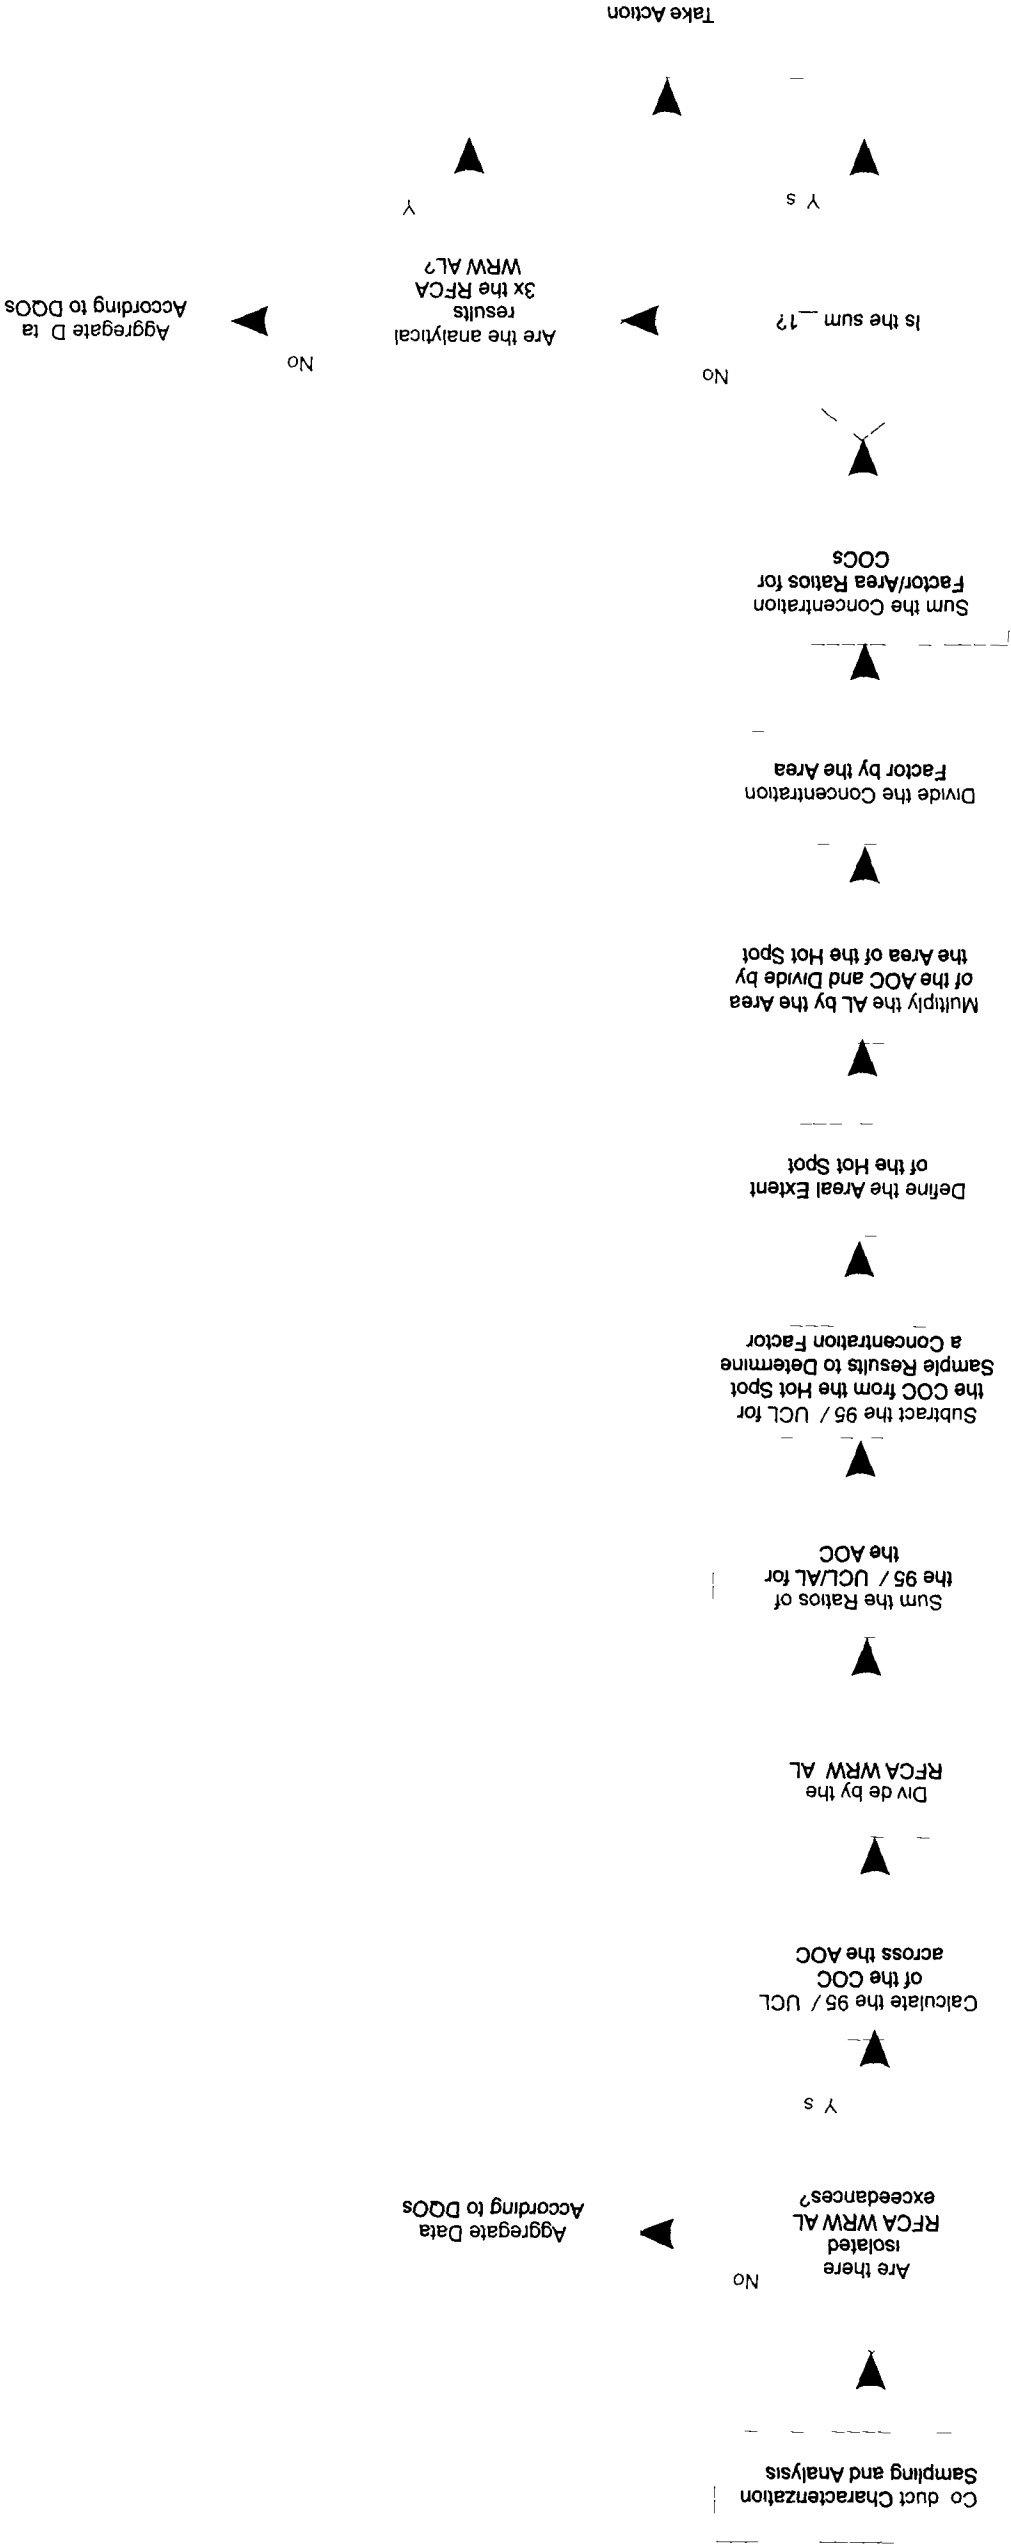 Co duct Characterization
Sampling and Analysis
Are there
isolated
RFCA WRW AL
exceedances?
No
Aggregate Data
According to DQOs
Y s
Calculate the 95 / UCL
of the COC
across the AOC
Div de by the
RFCA WRW AL
Sum the Ratios of
the 95 / UCL/AL for
the AOC
Subtract the 95 / UCL for
the COC from the Hot Spot
Sample Results to Determine
a Concentration Factor
Define the Areal Extent
of the Hot Spot
Multiply the AL by the Area
of the AOC and Divide by
the Area of the Hot Spot
Divide the Concentration
Factor by the Area
Sum the Concentration
Factor/Area Ratios for
COCs
Is the sum _1?
No
Are the analytical
results
3x the RFCA
WRW AL?
No
Aggregate D ta
According to DQOs
Y s
Y
Take Action